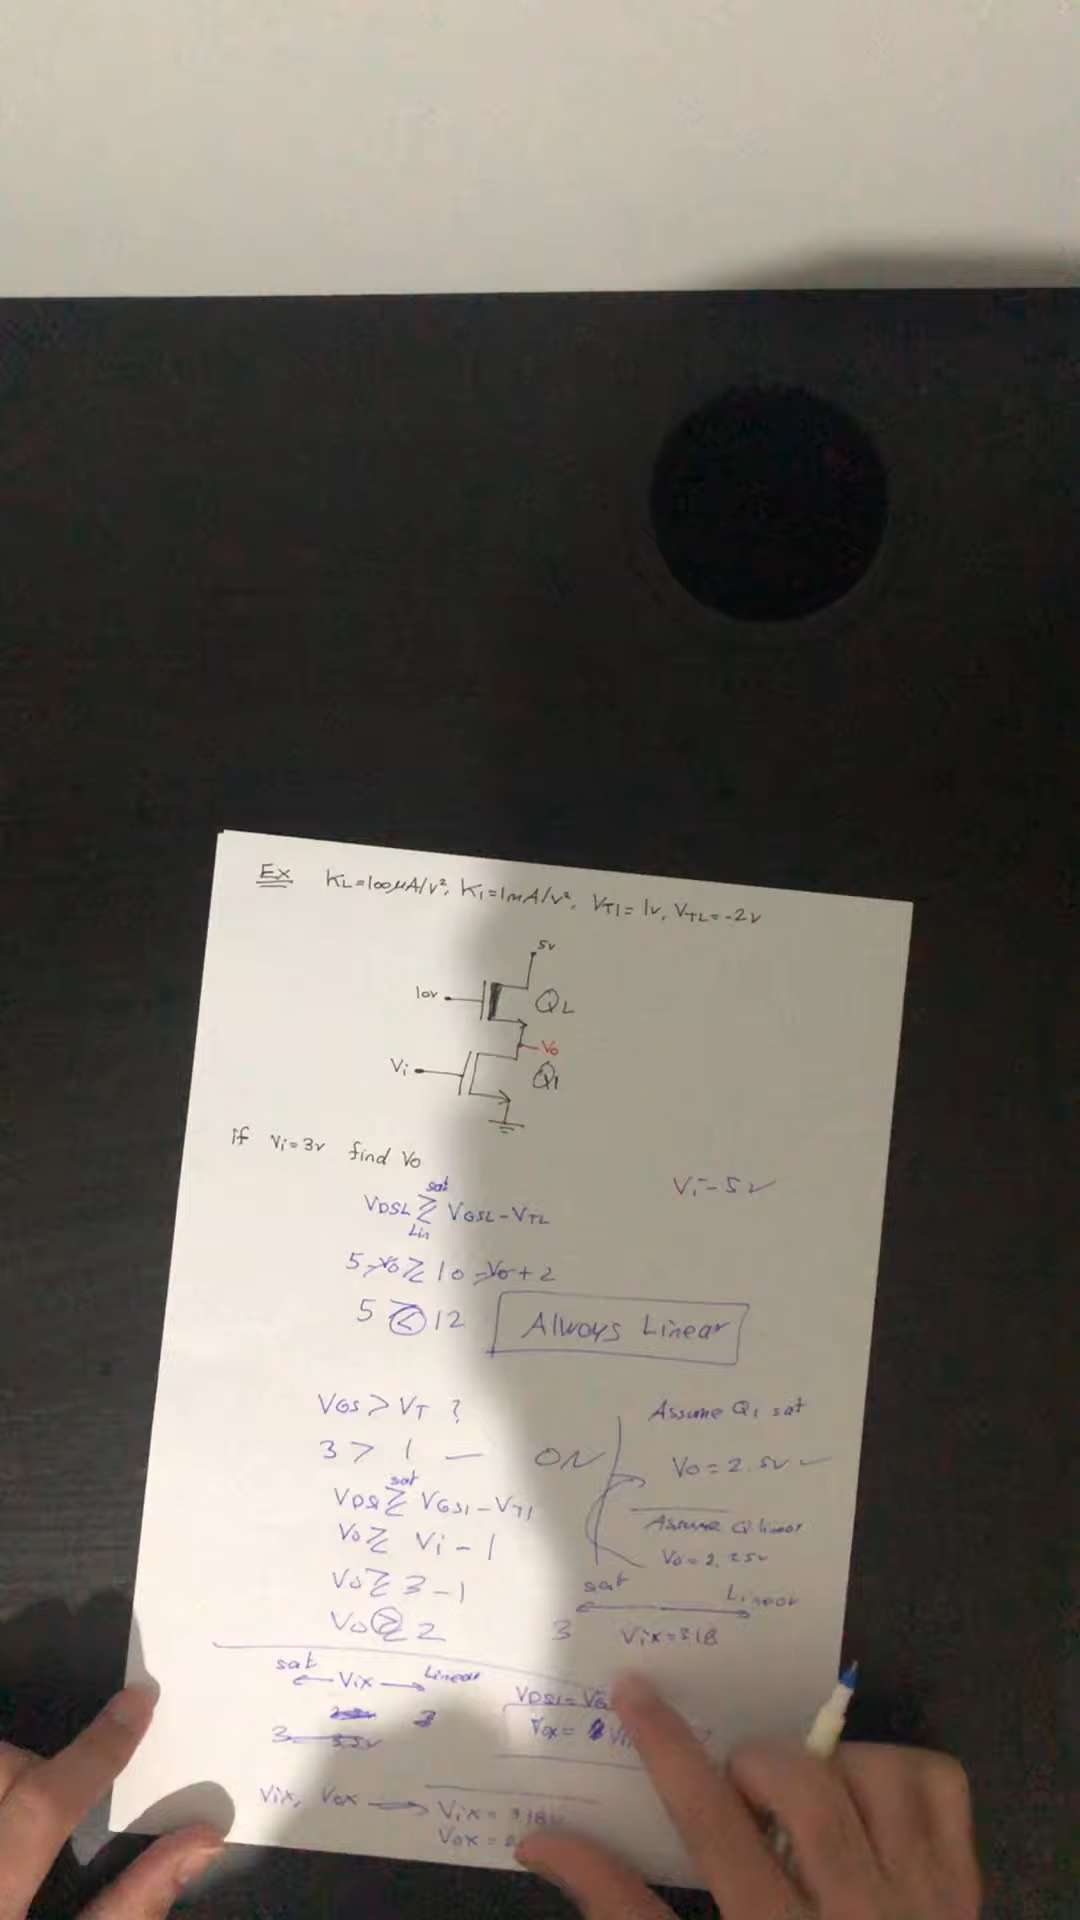 Ex KL=100μA/V², K1=1mA/V², VT1=1V, VTL=-2V
5V
10V
QL
Vo
Vi
Q1
if Vi=3V find Vo
Vi=5V
sat
VDSL ≷ VGSL-VTL
Lin
5-Vo ≷ 10-Vo+2
5 < 12 Always Linear
VGS > VT ?
3 > 1 — ON
sat
VDS1 ≷ VGS1-VT1
Vo ≷ Vi-1
Vo ≷ 3-1
Vo ≷ 2
Assume Q1 sat
Vo=2.5V ✓
Assume Q linear
Vo=2.25V
sat Linear
3 Vix=3.18
sat ← Vix → Linear
3
3
VDS1=VG
Vox=
Vix, Vox → Vix=3.18V
Vox=2